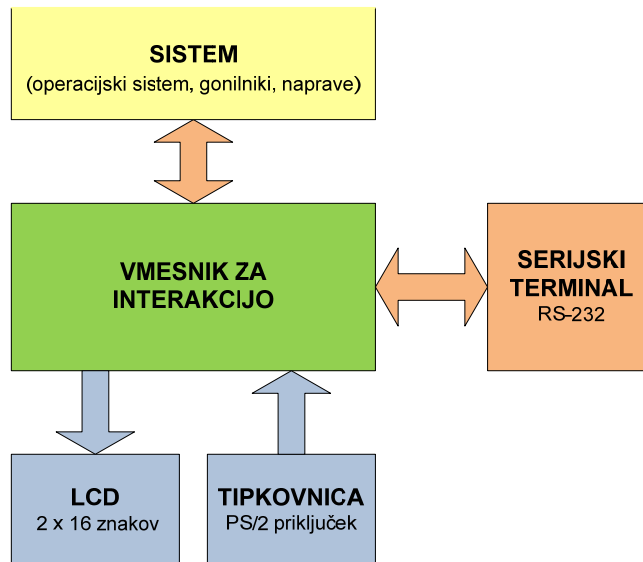 SISTEM
(operacijski sistem, gonilniki, naprave)
VMESNIK ZA
INTERAKCIJO
SERIJSKI
TERMINAL
RS-232
LCD
2 x 16 znakov
TIPKOVNICA
PS/2 priključek